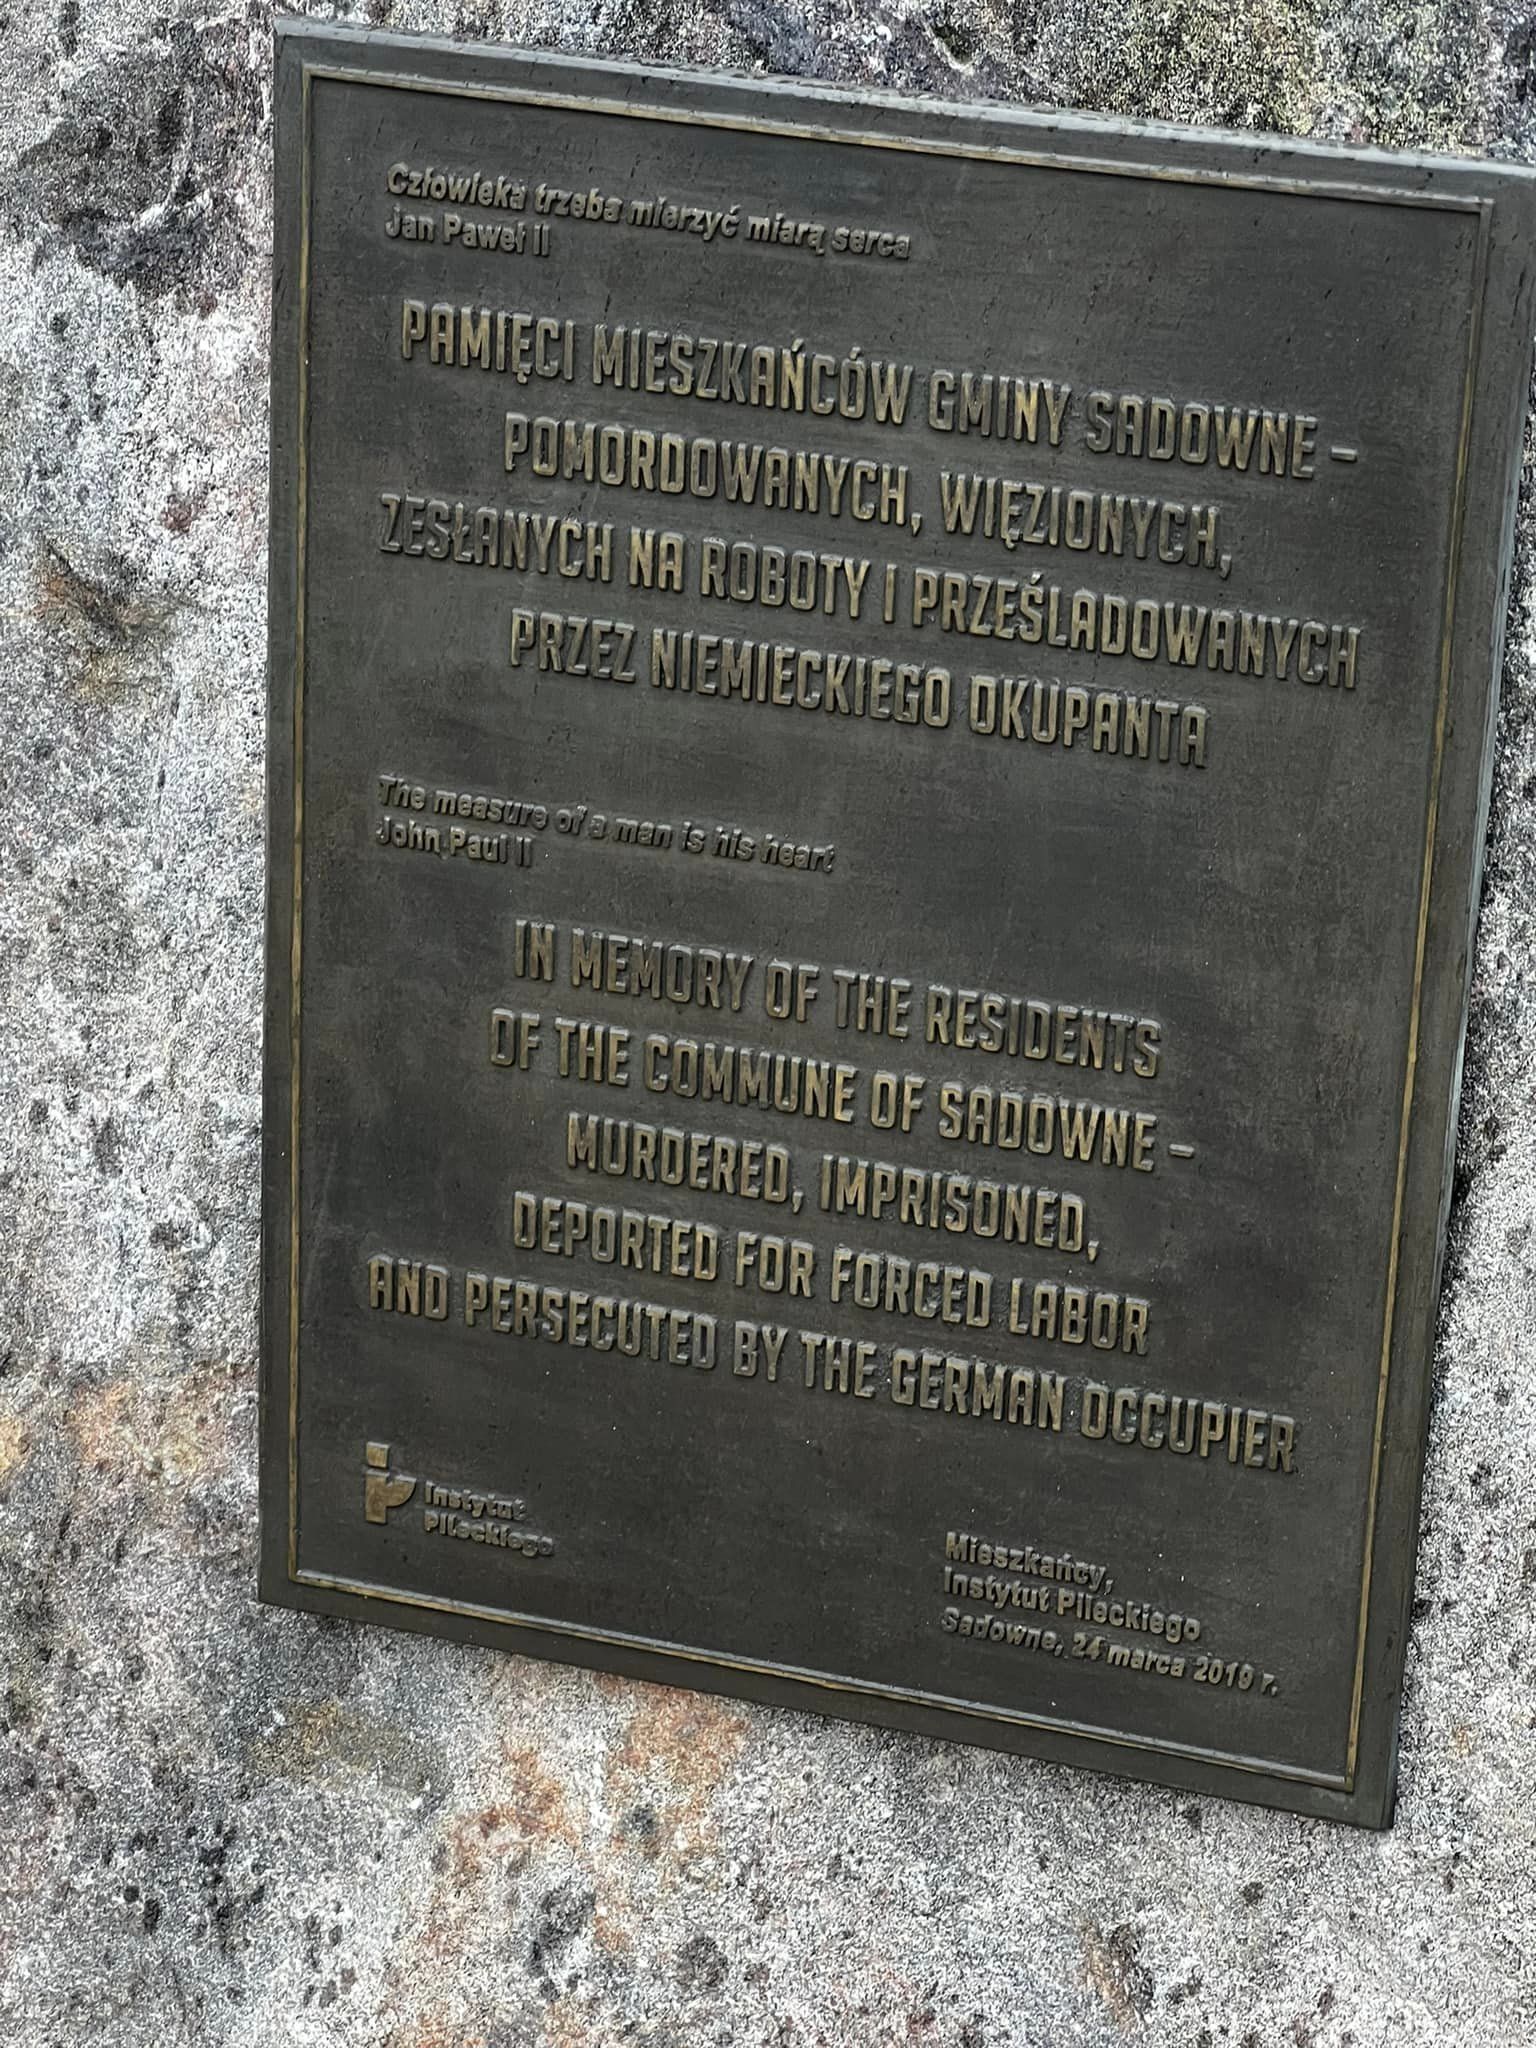 Człowieka trzeba mierzyć miarą serca
Jan Paweł II
PAMIĘCI MIESZKAŃCÓW GMINY SADOWNE –
POMORDOWANYCH, WIĘZIONYCH,
ZESŁANYCH NA ROBOTY I PRZEŚLADOWANYCH
PRZEZ NIEMIECKIEGO OKUPANTA
The measure of a man is his heart
John Paul II
IN MEMORY OF THE RESIDENTS
OF THE COMMUNE OF SADOWNE –
MURDERED, IMPRISONED,
DEPORTED FOR FORCED LABOR
AND PERSECUTED BY THE GERMAN OCCUPIER
Instytut
Pileckiego
Mieszkańcy,
Instytut Pileckiego
Sadowne, 24 marca 2019 r.